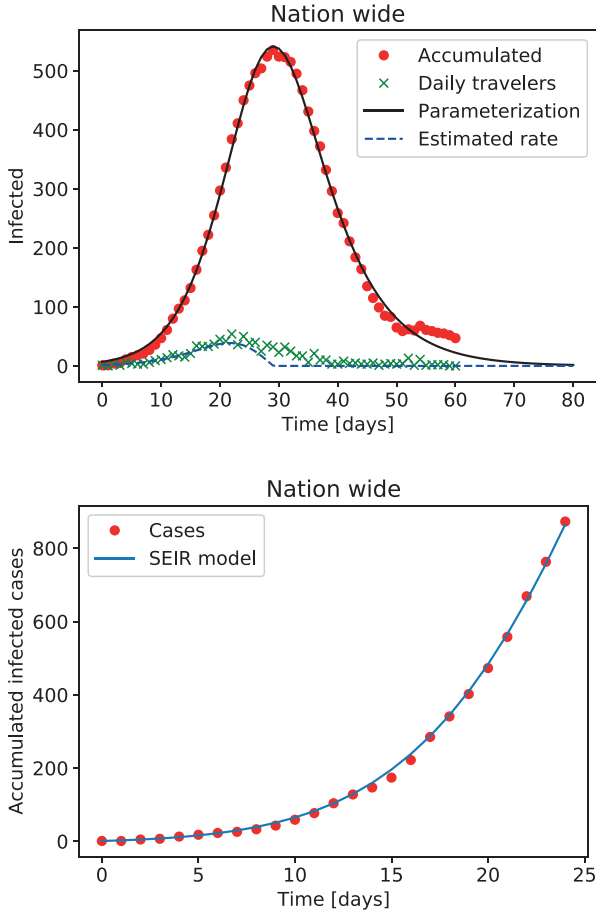 Nation wide
Accumulated
Daily travelers
Parameterization
Estimated rate
Infected
500
400
300
200
100
0
0 10 20 30 40 50 60 70 80
Time [days]
Nation wide
Cases
SEIR model
Accumulated infected cases
800
600
400
200
0
0 5 10 15 20 25
Time [days]